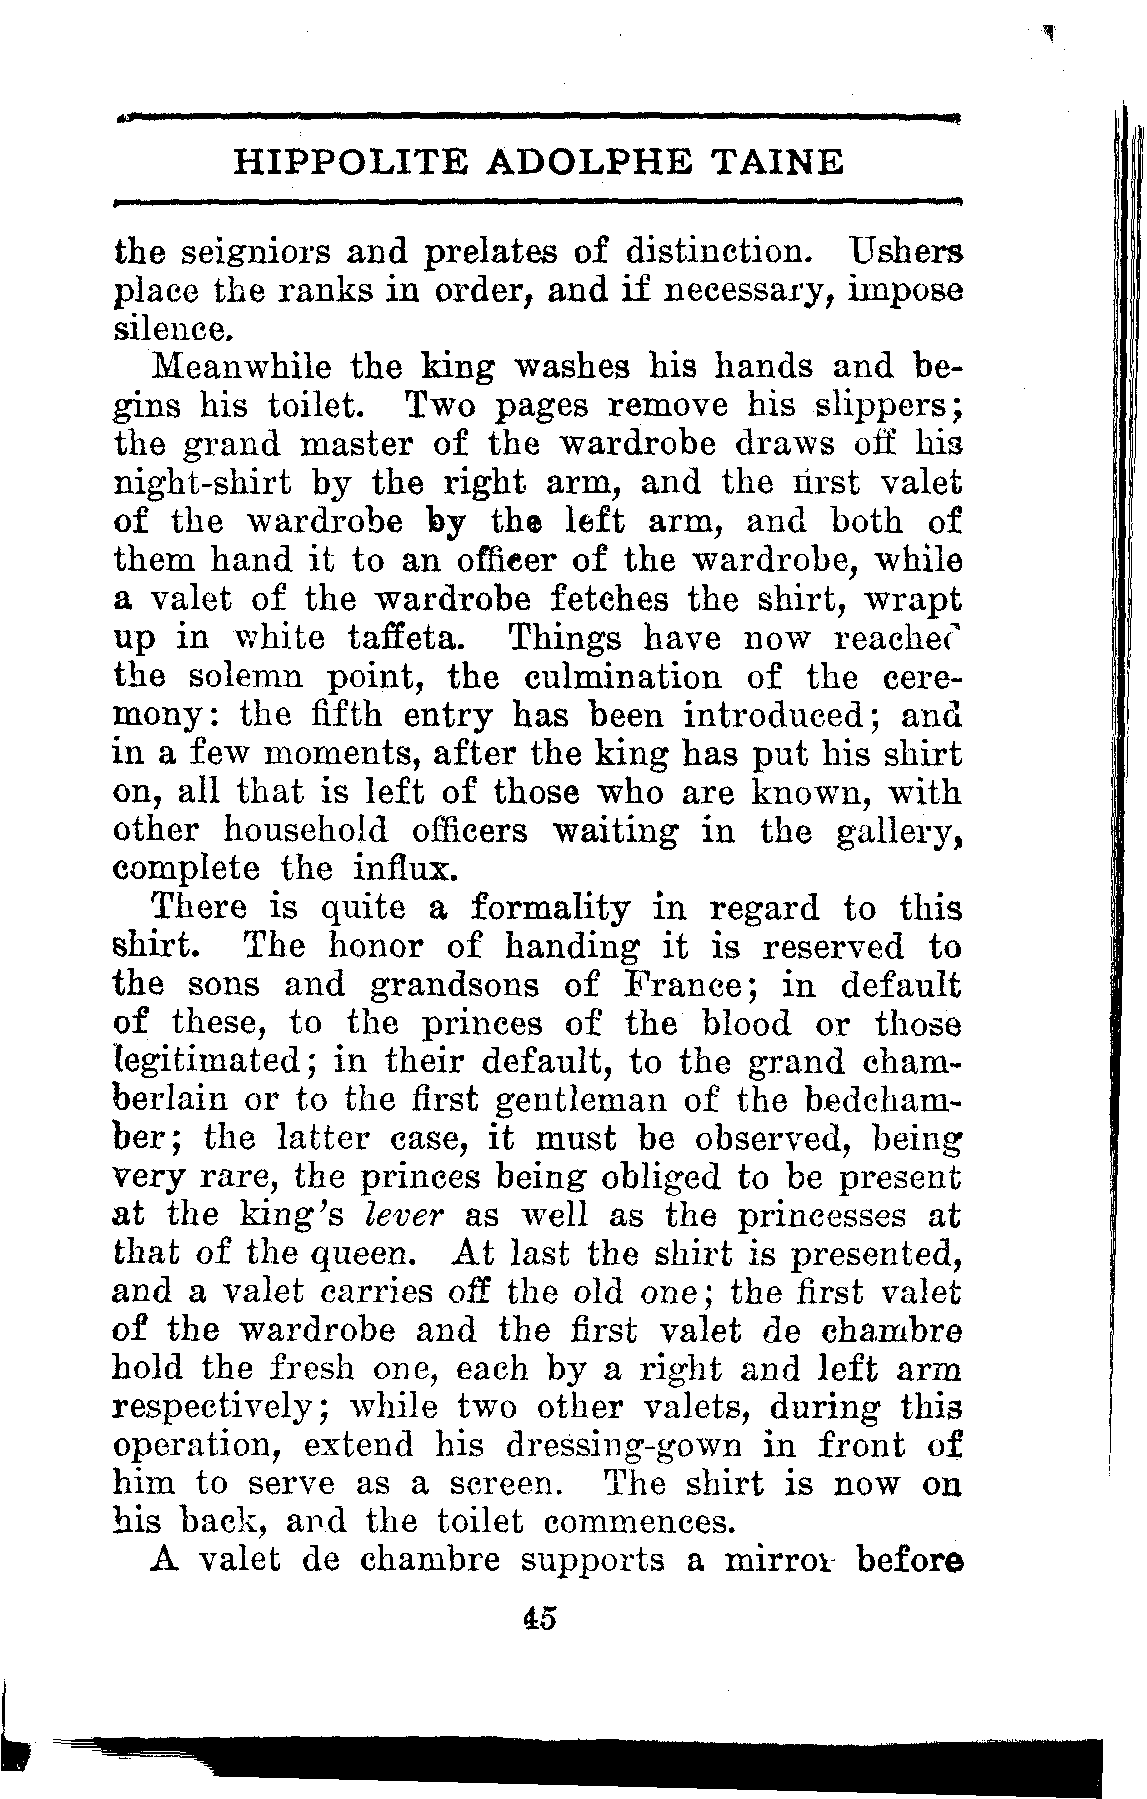 HIPPOLITE ADOLPHE TAINE
the seigniors and prelates of distinction. Ushers
place the ranks in order, and if necessary, impose
silence.
Meanwhile the king washes his hands and be-
gins his toilet. Two pages remove his slippers;
the grand master of the wardrobe draws off his
night-shirt by the right arm, and the first valet
of the wardrobe by the left arm, and both of
them hand it to an officer of the wardrobe, while
a valet of the wardrobe fetches the shirt, wrapt
up in white taffeta. Things have now reached
the solemn point, the culmination of the cere-
mony: the fifth entry has been introduced; and
in a few moments, after the king has put his shirt
on, all that is left of those who are known, with
other household officers waiting in the gallery,
complete the influx.
There is quite a formality in regard to this
shirt. The honor of handing it is reserved to
the sons and grandsons of France; in default
of these, to the princes of the blood or those
legitimated; in their default, to the grand cham-
berlain or to the first gentleman of the bedcham-
ber; the latter case, it must be observed, being
very rare, the princes being obliged to be present
at the king's lever as well as the princesses at
that of the queen. At last the shirt is presented,
and a valet carries off the old one; the first valet
of the wardrobe and the first valet de chambre
hold the fresh one, each by a right and left arm
respectively; while two other valets, during this
operation, extend his dressing-gown in front of
him to serve as a screen. The shirt is now on
his back, and the toilet commences.
A valet de chambre supports a mirror before
45